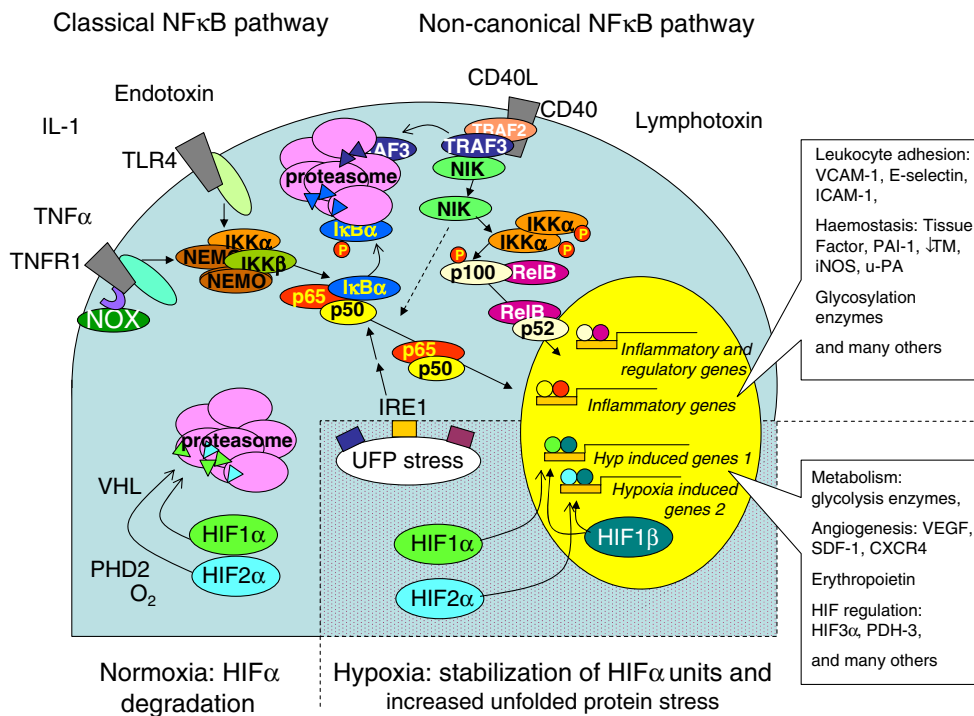 Classical NFκB pathway
Non-canonical NFκB pathway
CD40L
CD40
Endotoxin
Lymphotoxin
IL-1
TLR4
TNFα
TNFR1
NOX
TRAF2
TRAF3
NIK
AF3
proteasome
IκBα
P
NIK
IKKα
IKKα
P
P
P
p100
RelB
RelB
p52
IKKα
NEMO
IKKβ
NEMO
IκBα
p65
p50
p65
p50
Inflammatory and
regulatory genes
Inflammatory genes
Hyp induced genes 1
Hypoxia induced
genes 2
IRE1
UFP stress
proteasome
VHL
HIF1α
HIF2α
PHD2
O₂
HIF1α
HIF2α
HIF1β
Leukocyte adhesion:
VCAM-1, E-selectin,
ICAM-1,
Haemostasis: Tissue
Factor, PAI-1, ↓TM,
iNOS, u-PA
Glycosylation
enzymes
and many others
Metabolism:
glycolysis enzymes,
Angiogenesis: VEGF,
SDF-1, CXCR4
Erythropoietin
HIF regulation:
HIF3α, PDH-3,
and many others
Normoxia: HIFα
degradation
Hypoxia: stabilization of HIFα units and
increased unfolded protein stress